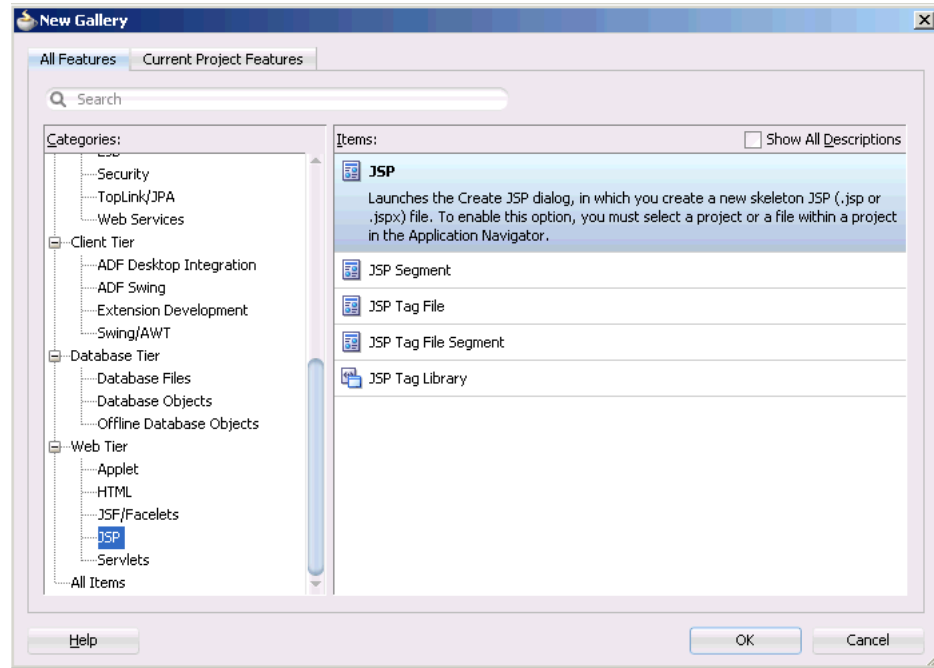 New Gallery
All Features
Current Project Features
Search
Categories:
Security
TopLink/JPA
Web Services
Client Tier
ADF Desktop Integration
ADF Swing
Extension Development
Swing/AWT
Database Tier
Database Files
Database Objects
Offline Database Objects
Web Tier
Applet
HTML
JSF/Facelets
JSP
Servlets
All Items
Items:
Show All Descriptions
JSP
Launches the Create JSP dialog, in which you create a new skeleton JSP (.jsp or
.jspx) file. To enable this option, you must select a project or a file within a project
in the Application Navigator.
JSP Segment
JSP Tag File
JSP Tag File Segment
JSP Tag Library
Help
OK
Cancel